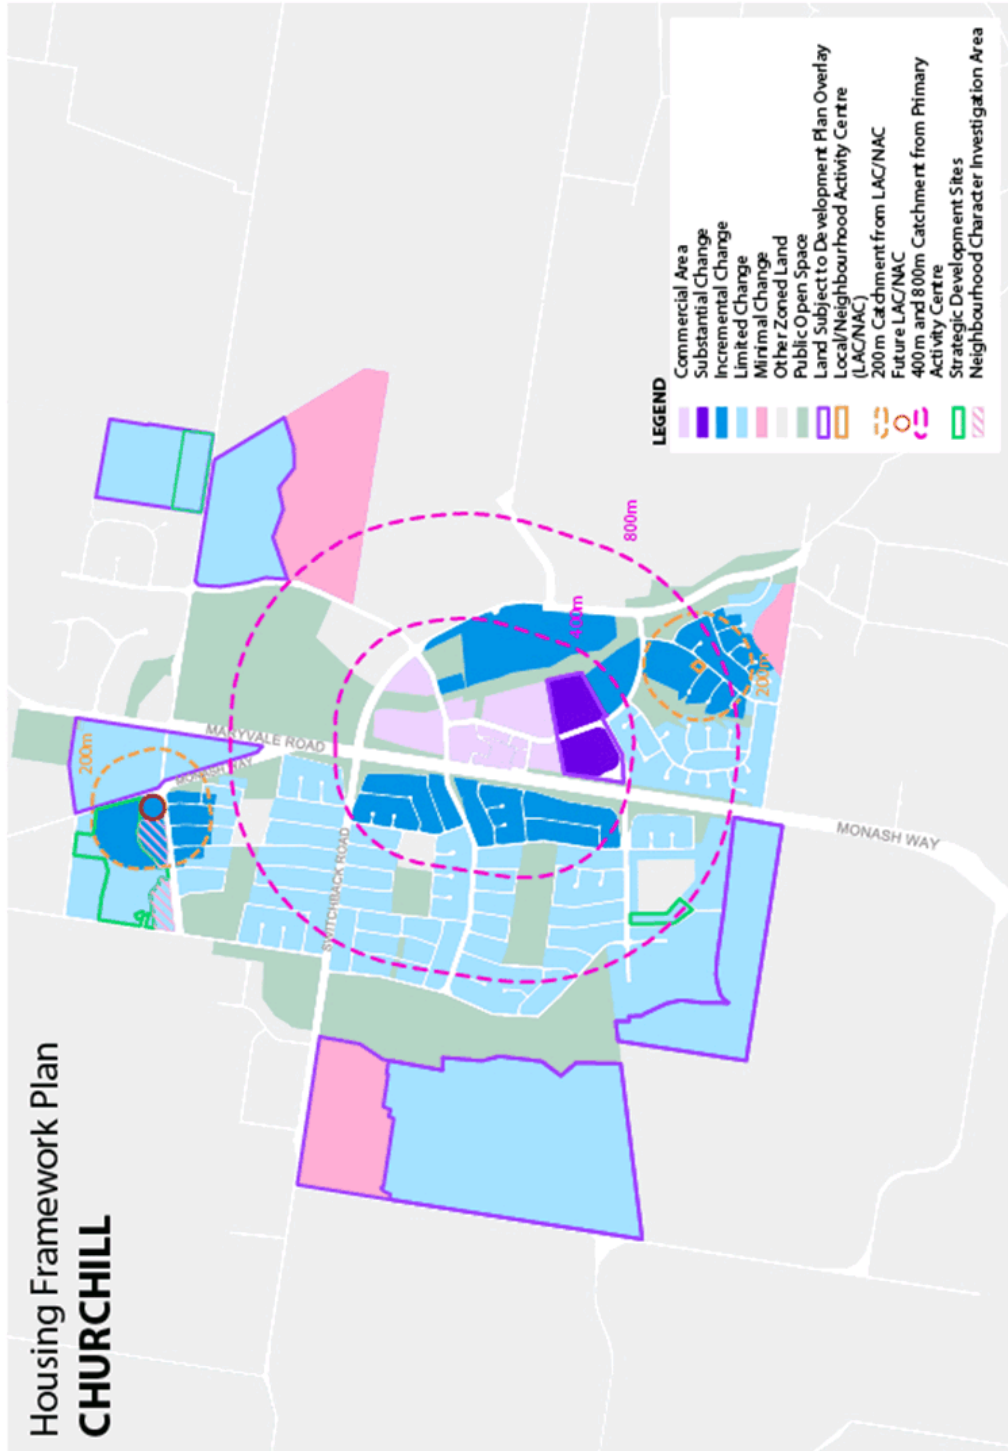 Housing Framework Plan
CHURCHILL
200m
MARYVALE ROAD
MONASH WAY
SWITCHBACK ROAD
400m
800m
200m
MONASH WAY
LEGEND
Commercial Area
Substantial Change
Incremental Change
Limited Change
Minimal Change
Other Zoned Land
Public Open Space
Land Subject to Development Plan Overlay
Local/Neighbourhood Activity Centre
(LAC/NAC)
200m Catchment from LAC/NAC
Future LAC/NAC
400m and 800m Catchment from Primary
Activity Centre
Strategic Development Sites
Neighbourhood Character Investigation Area